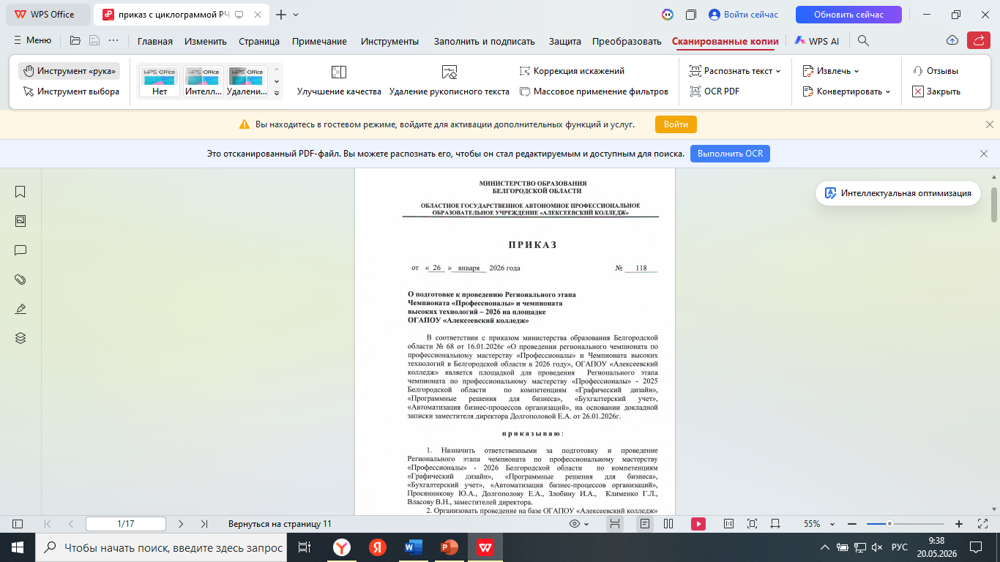 WPS Office
приказ с циклограммой РЧ
Войти сейчас
Обновить сейчас
Меню
Главная
Изменить
Страница
Примечание
Инструменты
Заполнить и подписать
Защита
Преобразовать
Сканированные копии
WPS AI
Инструмент «рука»
Инструмент выбора
WPS Office
WPS Office
WPS Office
Нет
Интелл...
Удалени...
Улучшение качества
Удаление рукописного текста
Коррекция искажений
Массовое применение фильтров
Распознать текст
OCR PDF
Извлечь
Конвертировать
Отзывы
Закрыть
Вы находитесь в гостевом режиме, войдите для активации дополнительных функций и услуг.
Войти
Это отсканированный PDF-файл. Вы можете распознать его, чтобы он стал редактируемым и доступным для поиска.
Выполнить OCR
Интеллектуальная оптимизация
МИНИСТЕРСТВО ОБРАЗОВАНИЯ
БЕЛГОРОДСКОЙ ОБЛАСТИ
ОБЛАСТНОЕ ГОСУДАРСТВЕННОЕ АВТОНОМНОЕ ПРОФЕССИОНАЛЬНОЕ
ОБРАЗОВАТЕЛЬНОЕ УЧРЕЖДЕНИЕ «АЛЕКСЕЕВСКИЙ КОЛЛЕДЖ»
ПРИКАЗ
от « 26 » января 2026 года № 118
О подготовке к проведению Регионального этапа
Чемпионата «Профессионалы» и чемпионата
высоких технологий – 2026 на площадке
ОГАПОУ «Алексеевский колледж»
В соответствии с приказом министерства образования Белгородской
области № 68 от 16.01.2026г «О проведении регионального чемпионата по
профессиональному мастерству «Профессионалы» и Чемпионата высоких
технологий в Белгородской области в 2026 году», ОГАПОУ «Алексеевский
колледж» является площадкой для проведения Регионального этапа
чемпионата по профессиональному мастерству «Профессионалы» - 2025
Белгородской области по компетенциям «Графический дизайн»,
«Программные решения для бизнеса», «Бухгалтерский учет»,
«Автоматизация бизнес-процессов организаций», на основании докладной
записки заместителя директора Долгополовой Е.А. от 26.01.2026г.
приказываю:
1. Назначить ответственными за подготовку и проведение
Регионального этапа чемпионата по профессиональному мастерству
«Профессионалы» - 2026 Белгородской области по компетенциям
«Графический дизайн», «Программные решения для бизнеса»,
«Бухгалтерский учет», «Автоматизация бизнес-процессов организаций»,
Просянникову Ю.А., Долгополову Е.А., Злобину И.А., Клименко Г.Л.,
Власову В.Н., заместителей директора.
2. Организовать проведение на базе ОГАПОУ «Алексеевский колледж»
1/17
Вернуться на страницу 11
55%
Чтобы начать поиск, введите здесь запрос
РУС
9:38
20.05.2026